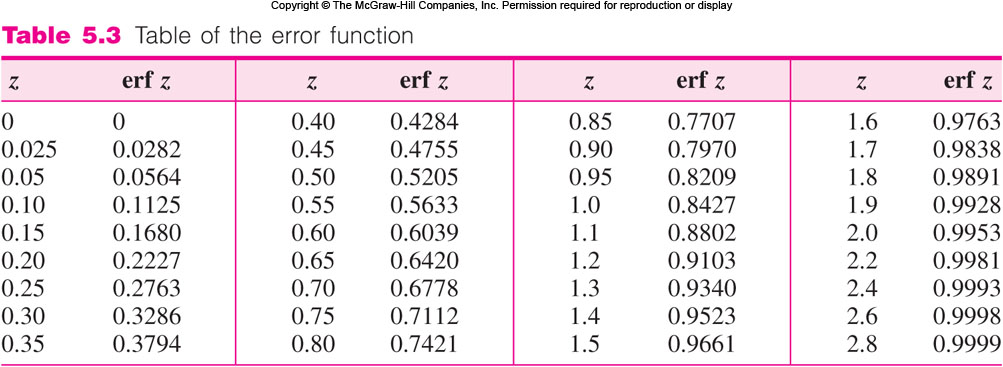 Copyright © The McGraw-Hill Companies, Inc. Permission required for reproduction or display
Table 5.3 Table of the error function
z erf z z erf z z erf z z erf z
0 0 0.40 0.4284 0.85 0.7707 1.6 0.9763
0.025 0.0282 0.45 0.4755 0.90 0.7970 1.7 0.9838
0.05 0.0564 0.50 0.5205 0.95 0.8209 1.8 0.9891
0.10 0.1125 0.55 0.5633 1.0 0.8427 1.9 0.9928
0.15 0.1680 0.60 0.6039 1.1 0.8802 2.0 0.9953
0.20 0.2227 0.65 0.6420 1.2 0.9103 2.2 0.9981
0.25 0.2763 0.70 0.6778 1.3 0.9340 2.4 0.9993
0.30 0.3286 0.75 0.7112 1.4 0.9523 2.6 0.9998
0.35 0.3794 0.80 0.7421 1.5 0.9661 2.8 0.9999